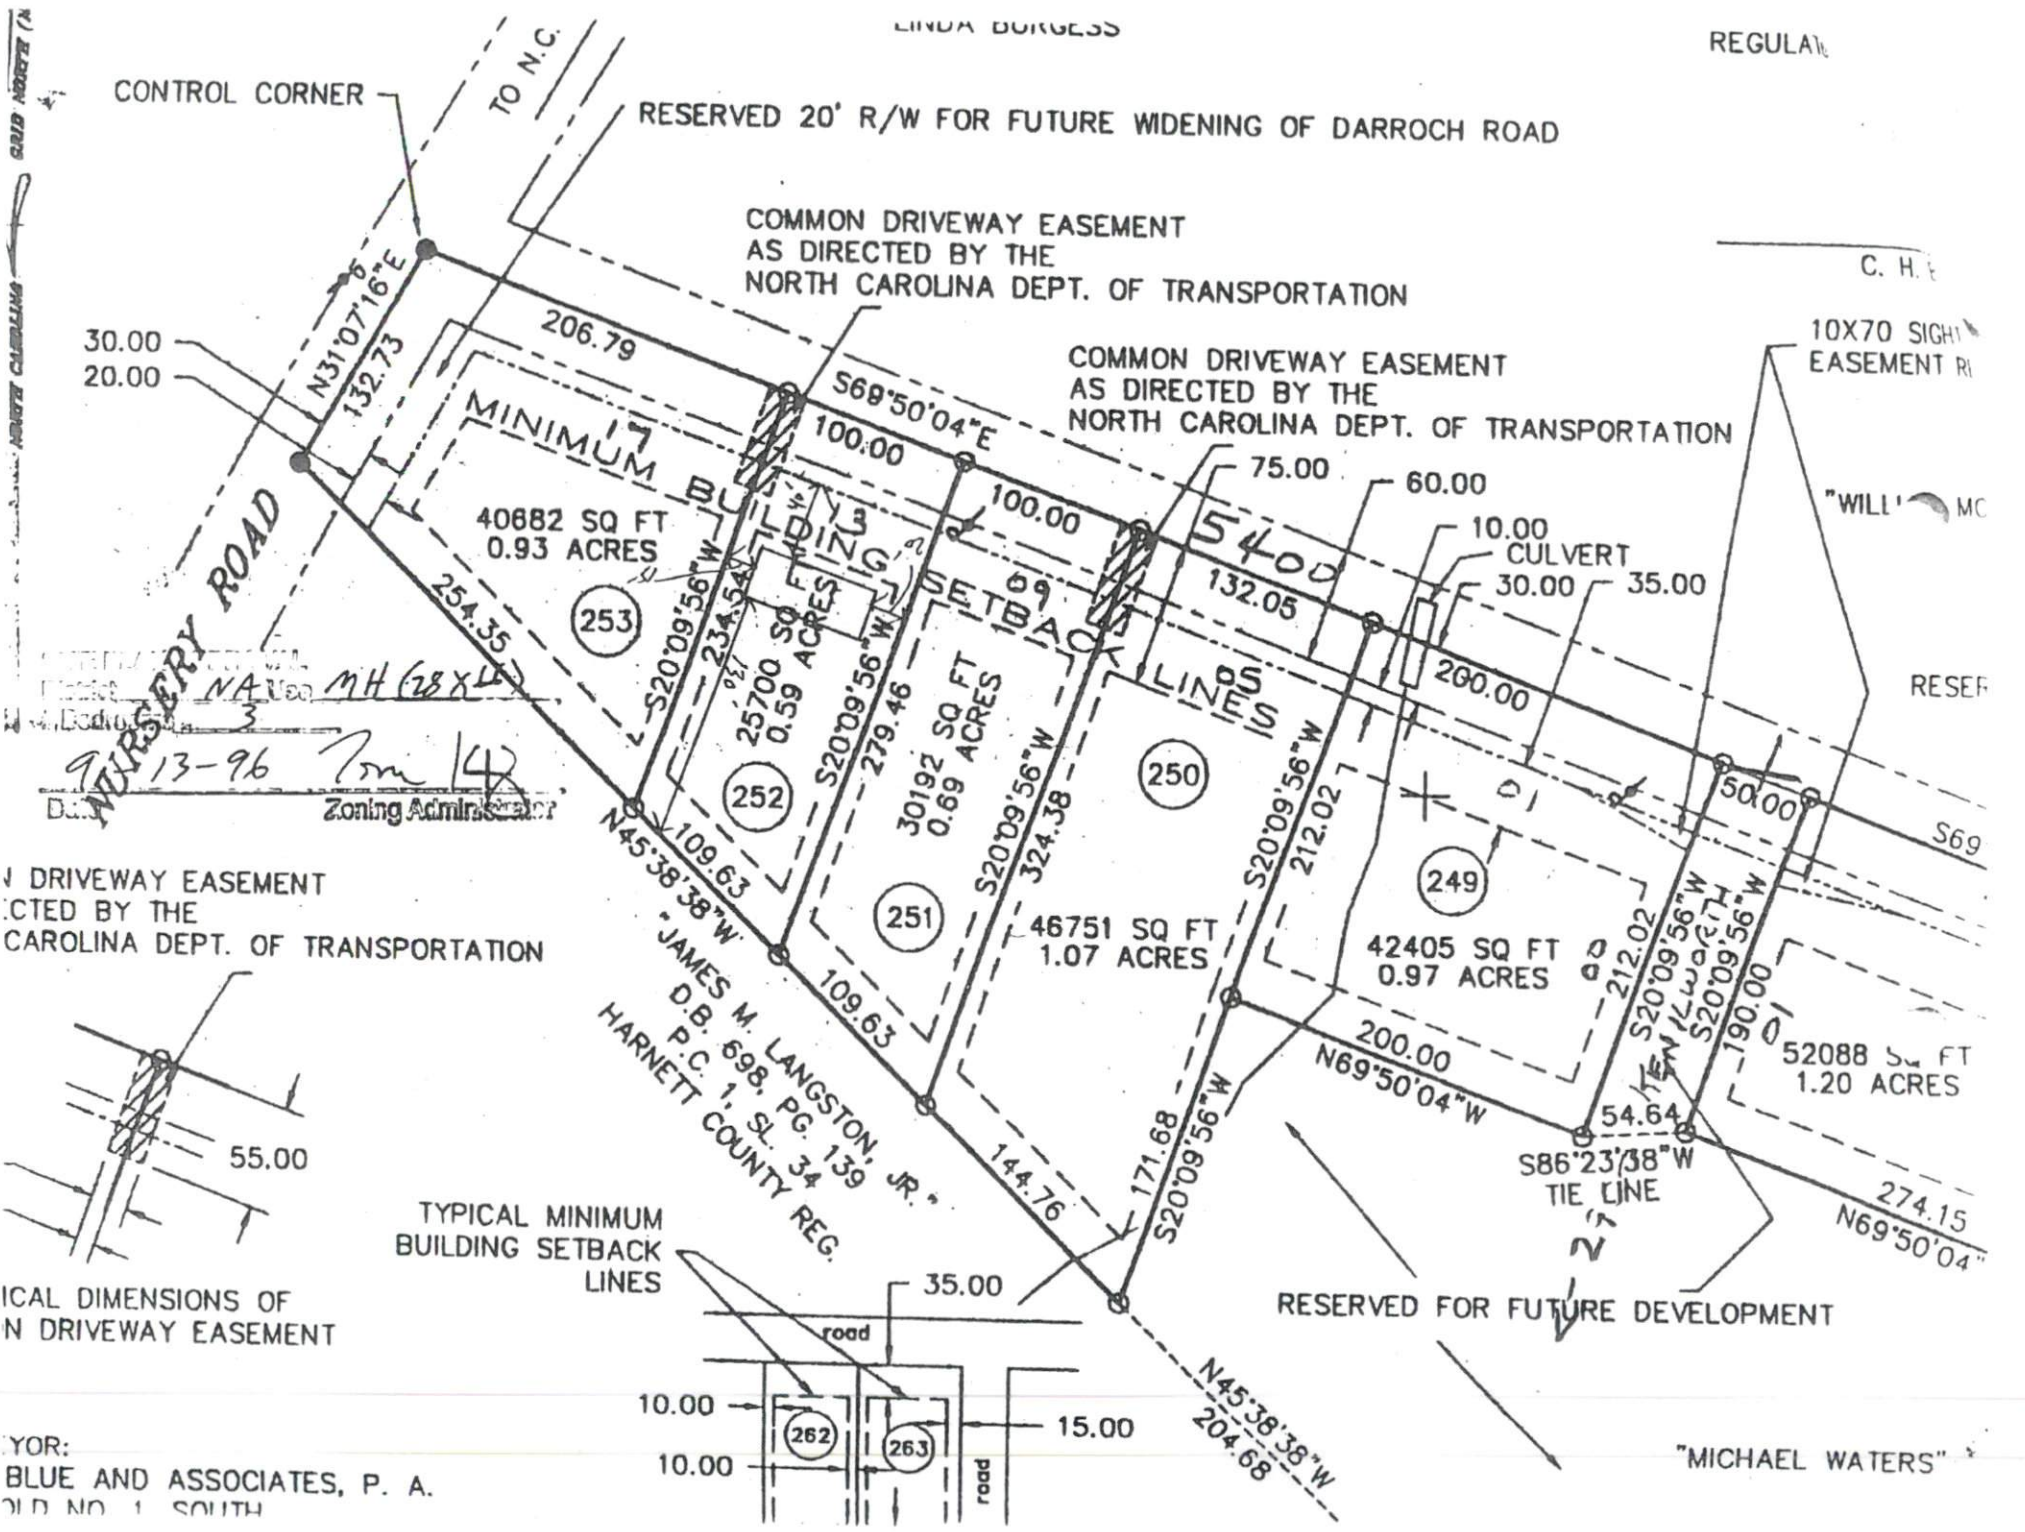 LINDA BURGESS
REGULA
CONTROL CORNER
TO N.C.
RESERVED 20' R/W FOR FUTURE WIDENING OF DARROCH ROAD
COMMON DRIVEWAY EASEMENT
AS DIRECTED BY THE
NORTH CAROLINA DEPT. OF TRANSPORTATION
C. H.
10X70 SIGHT
EASEMENT
COMMON DRIVEWAY EASEMENT
AS DIRECTED BY THE
NORTH CAROLINA DEPT. OF TRANSPORTATION
30.00
20.00
N31°07'16"E
132.73
206.79
S69°50'04"E
100.00
100.00
75.00
60.00
10.00
CULVERT
30.00
35.00
5400
132.05
200.00
50.00
S69
RESER
MINIMUM BUILDING SETBACK LINES
17
13
09
05
01
40682 SQ FT
0.93 ACRES
253
254.35
S20°09'56"W
234.54
25700 SQ FT
0.59 ACRES
252
S20°09'56"W
279.46
30192 SQ FT
0.69 ACRES
251
S20°09'56"W
324.38
250
46751 SQ FT
1.07 ACRES
S20°09'56"W
212.02
249
42405 SQ FT
0.97 ACRES
212.02
S20°09'56"W
S20°09'56"W
190.00
52088 SQ FT
1.20 ACRES
NURSERY ROAD
NA Use MH (28X
3
9-13-96
Zoning Administrator
109.63
N45°38'38"W
109.63
144.76
171.68
S20°09'56"W
200.00
N69°50'04"W
54.64
S86°23'38"W
TIE LINE
274.15
N69°50'04"
"JAMES M. LANGSTON, JR."
D.B. 698, PG. 139
P.C. 1, SL. 34
HARNETT COUNTY REG.
DRIVEWAY EASEMENT
CTED BY THE
CAROLINA DEPT. OF TRANSPORTATION
55.00
ICAL DIMENSIONS OF
N DRIVEWAY EASEMENT
TYPICAL MINIMUM
BUILDING SETBACK
LINES
35.00
road
10.00
262
263
15.00
10.00
road
RESERVED FOR FUTURE DEVELOPMENT
N45°38'38"W
204.68
"MICHAEL WATERS"
YOR:
BLUE AND ASSOCIATES, P. A.
OLD NO. 1 SOUTH